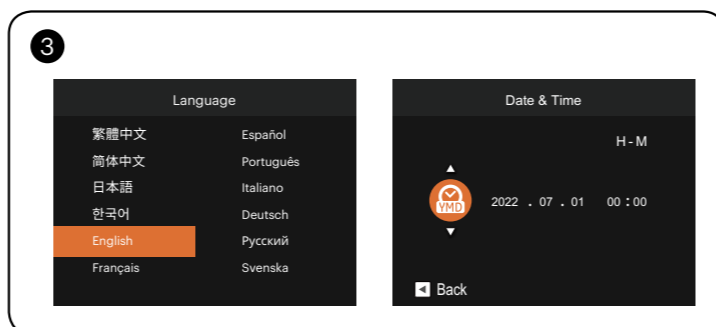 3
Language
繁體中文
简体中文
日本語
한국어
English
Français
Español
Português
Italiano
Deutsch
Русский
Svenska
Date & Time
H - M
YMD
2022 . 07 . 01 00 : 00
Back